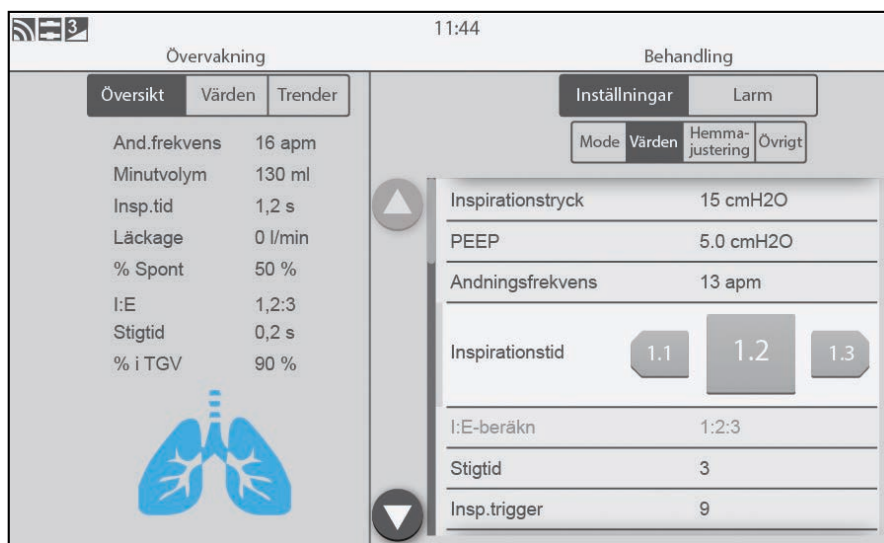 3
11:44
Övervakning
Översikt Värden Trender
And.frekvens 16 apm
Minutvolym 130 ml
Insp.tid 1,2 s
Läckage 0 l/min
% Spont 50 %
I:E 1,2:3
Stigtid 0,2 s
% i TGV 90 %
Behandling
Inställningar Larm
Mode Värden Hemma-
justering Övrigt
Inspirationstryck 15 cmH2O
PEEP 5.0 cmH2O
Andningsfrekvens 13 apm
Inspirationstid 1.1 1.2 1.3
I:E-beräkn 1:2:3
Stigtid 3
Insp.trigger 9